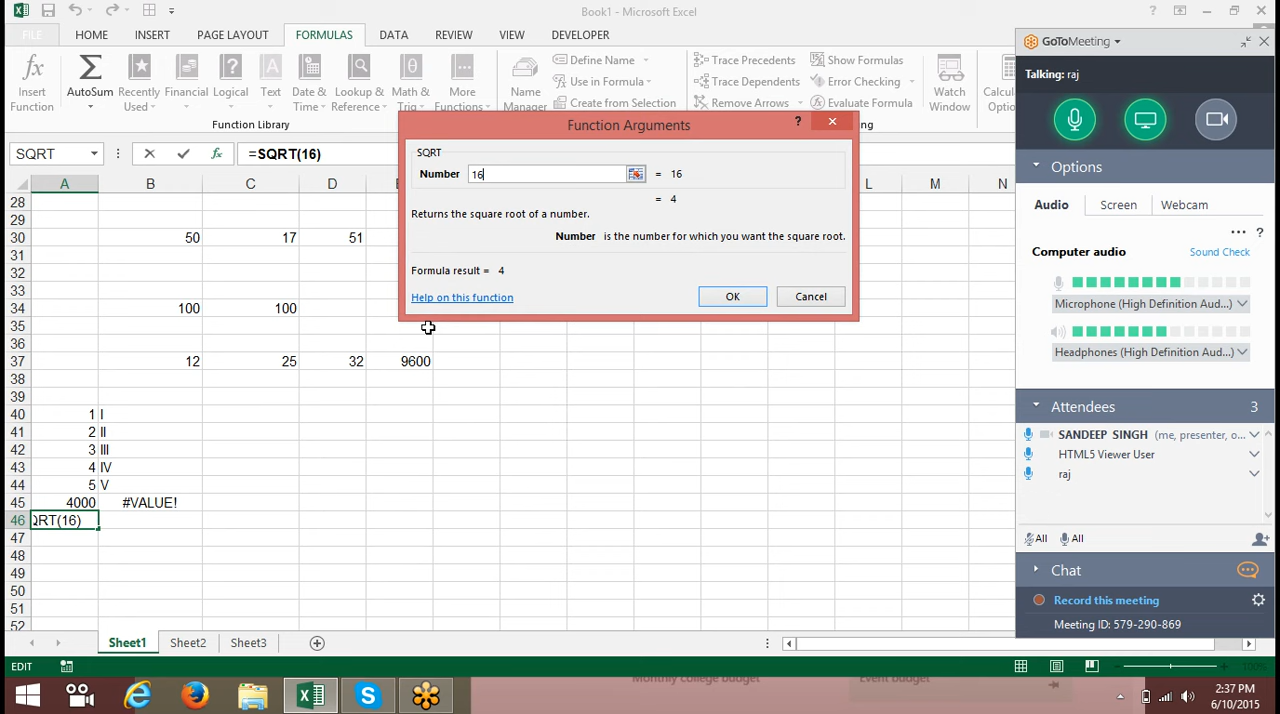 Book1 - Microsoft Excel
FILE HOME INSERT PAGE LAYOUT FORMULAS DATA REVIEW VIEW DEVELOPER
Insert Function
AutoSum
Recently Used
Financial
Logical
Text
Date & Time
Lookup & Reference
Math & Trig
More Functions
Name Manager
Define Name
Use in Formula
Create from Selection
Trace Precedents
Trace Dependents
Remove Arrows
Show Formulas
Error Checking
Evaluate Formula
Watch Window
Function Library
SQRT
=SQRT(16)
A B C D L M N
28
29
30 50 17 51
31
32
33
34 100 100
35
36
37 12 25 32 9600
38
39
40 1 I
41 2 II
42 3 III
43 4 IV
44 5 V
45 4000 #VALUE!
46 QRT(16)
47
48
49
50
51
52
Function Arguments
SQRT
Number 16 = 16
= 4
Returns the square root of a number.
Number is the number for which you want the square root.
Formula result = 4
Help on this function
OK Cancel
Sheet1 Sheet2 Sheet3
EDIT
100%
GoToMeeting
Talking: raj
Options
Audio Screen Webcam
Computer audio Sound Check
Microphone (High Definition Aud...)
Headphones (High Definition Aud...)
Attendees 3
SANDEEP SINGH (me, presenter, o...
HTML5 Viewer User
raj
All All
Chat
Record this meeting
Meeting ID: 579-290-869
Monthly college budget Event budget
2:37 PM
6/10/2015